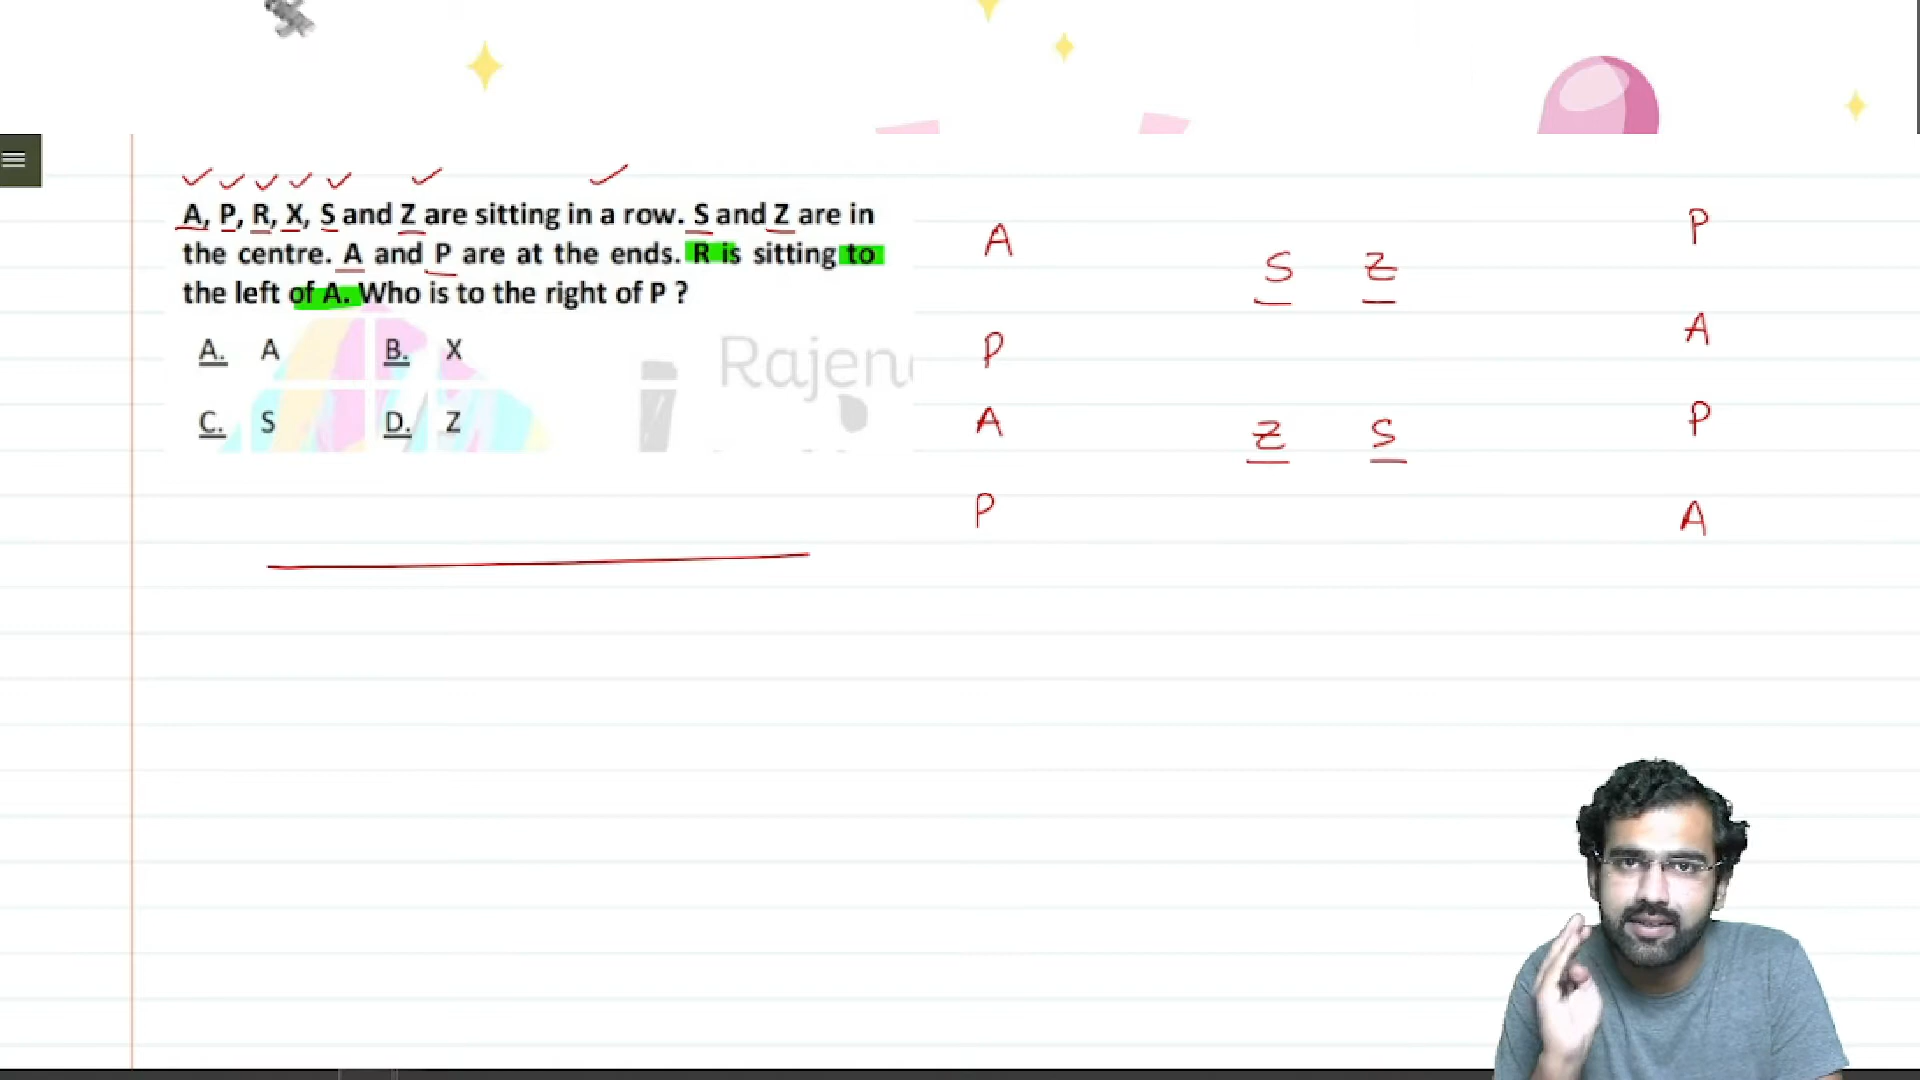 A, P, R, X, S and Z are sitting in a row. S and Z are in
the centre. A and P are at the ends. R is sitting to
the left of A. Who is to the right of P ?
A. A B. X
C. S D. Z
Rajen
A S Z P
P A
A Z S P
P A